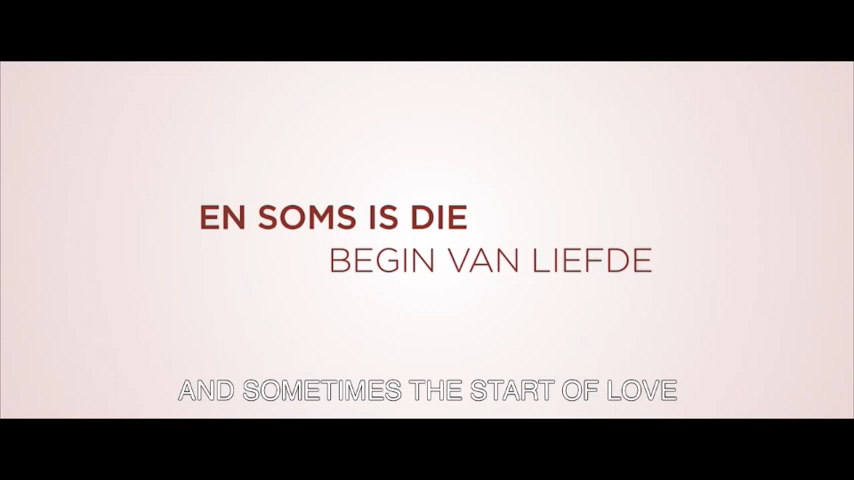 EN SOMS IS DIE
BEGIN VAN LIEFDE
AND SOMETIMES THE START OF LOVE